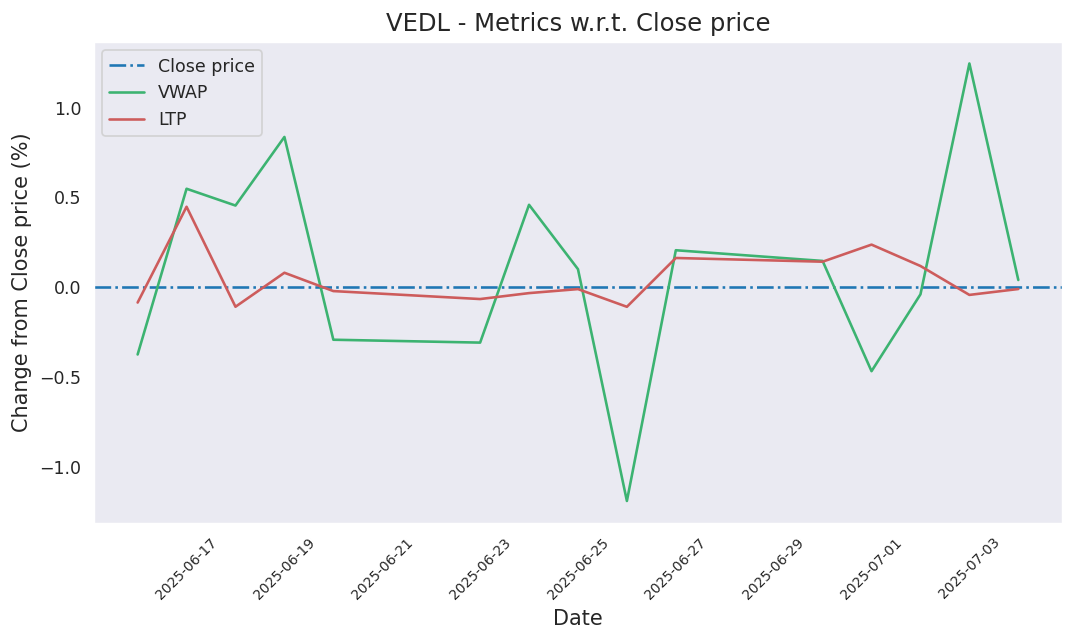 VEDL - Metrics w.r.t. Close price
Close price
VWAP
LTP
Change from Close price (%)
1.0
0.5
0.0
−0.5
−1.0
2025-06-17
2025-06-19
2025-06-21
2025-06-23
2025-06-25
2025-06-27
2025-06-29
2025-07-01
2025-07-03
Date